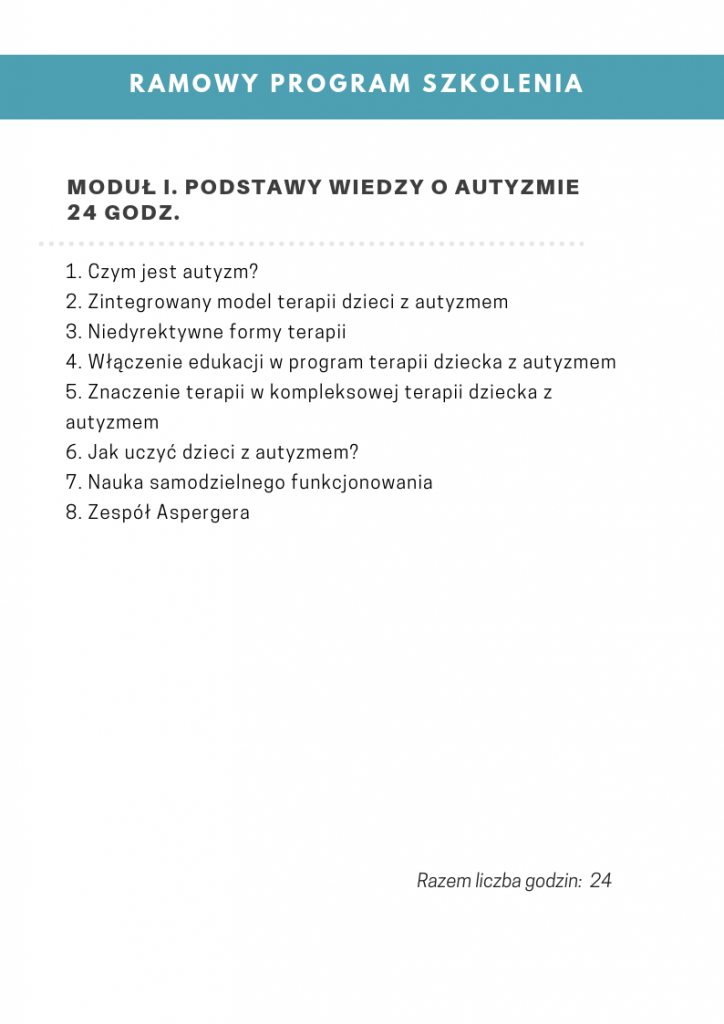 RAMOWY PROGRAM SZKOLENIA
MODUŁ I. PODSTAWY WIEDZY O AUTYZMIE
24 GODZ.
1. Czym jest autyzm?
2. Zintegrowany model terapii dzieci z autyzmem
3. Niedyrektywne formy terapii
4. Włączenie edukacji w program terapii dziecka z autyzmem
5. Znaczenie terapii w kompleksowej terapii dziecka z
autyzmem
6. Jak uczyć dzieci z autyzmem?
7. Nauka samodzielnego funkcjonowania
8. Zespół Aspergera
Razem liczba godzin: 24